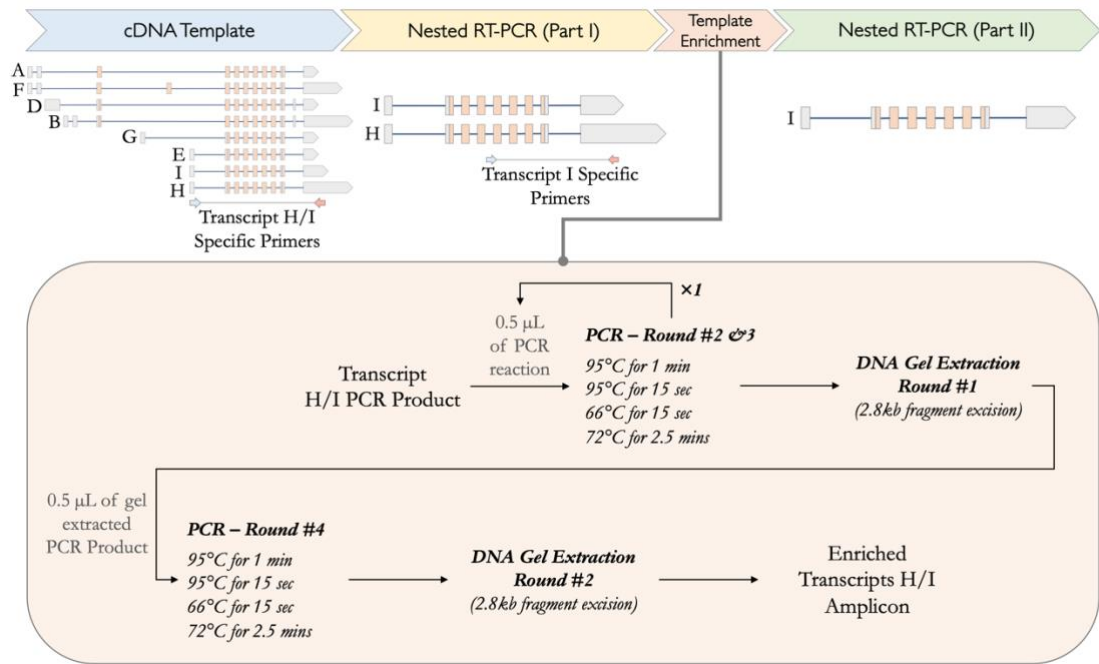 cDNA Template
Nested RT-PCR (Part I)
Template
Enrichment
Nested RT-PCR (Part II)
A
F
D
B
G
E
I
H
Transcript H/I
Specific Primers
I
H
Transcript I Specific
Primers
I
×1
0.5 µL
of PCR
reaction
Transcript
H/I PCR Product
PCR – Round #2 &3
95°C for 1 min
95°C for 15 sec
66°C for 15 sec
72°C for 2.5 mins
DNA Gel Extraction
Round #1
(2.8kb fragment excision)
0.5 µL of gel
extracted
PCR Product
PCR – Round #4
95°C for 1 min
95°C for 15 sec
66°C for 15 sec
72°C for 2.5 mins
DNA Gel Extraction
Round #2
(2.8kb fragment excision)
Enriched
Transcripts H/I
Amplicon